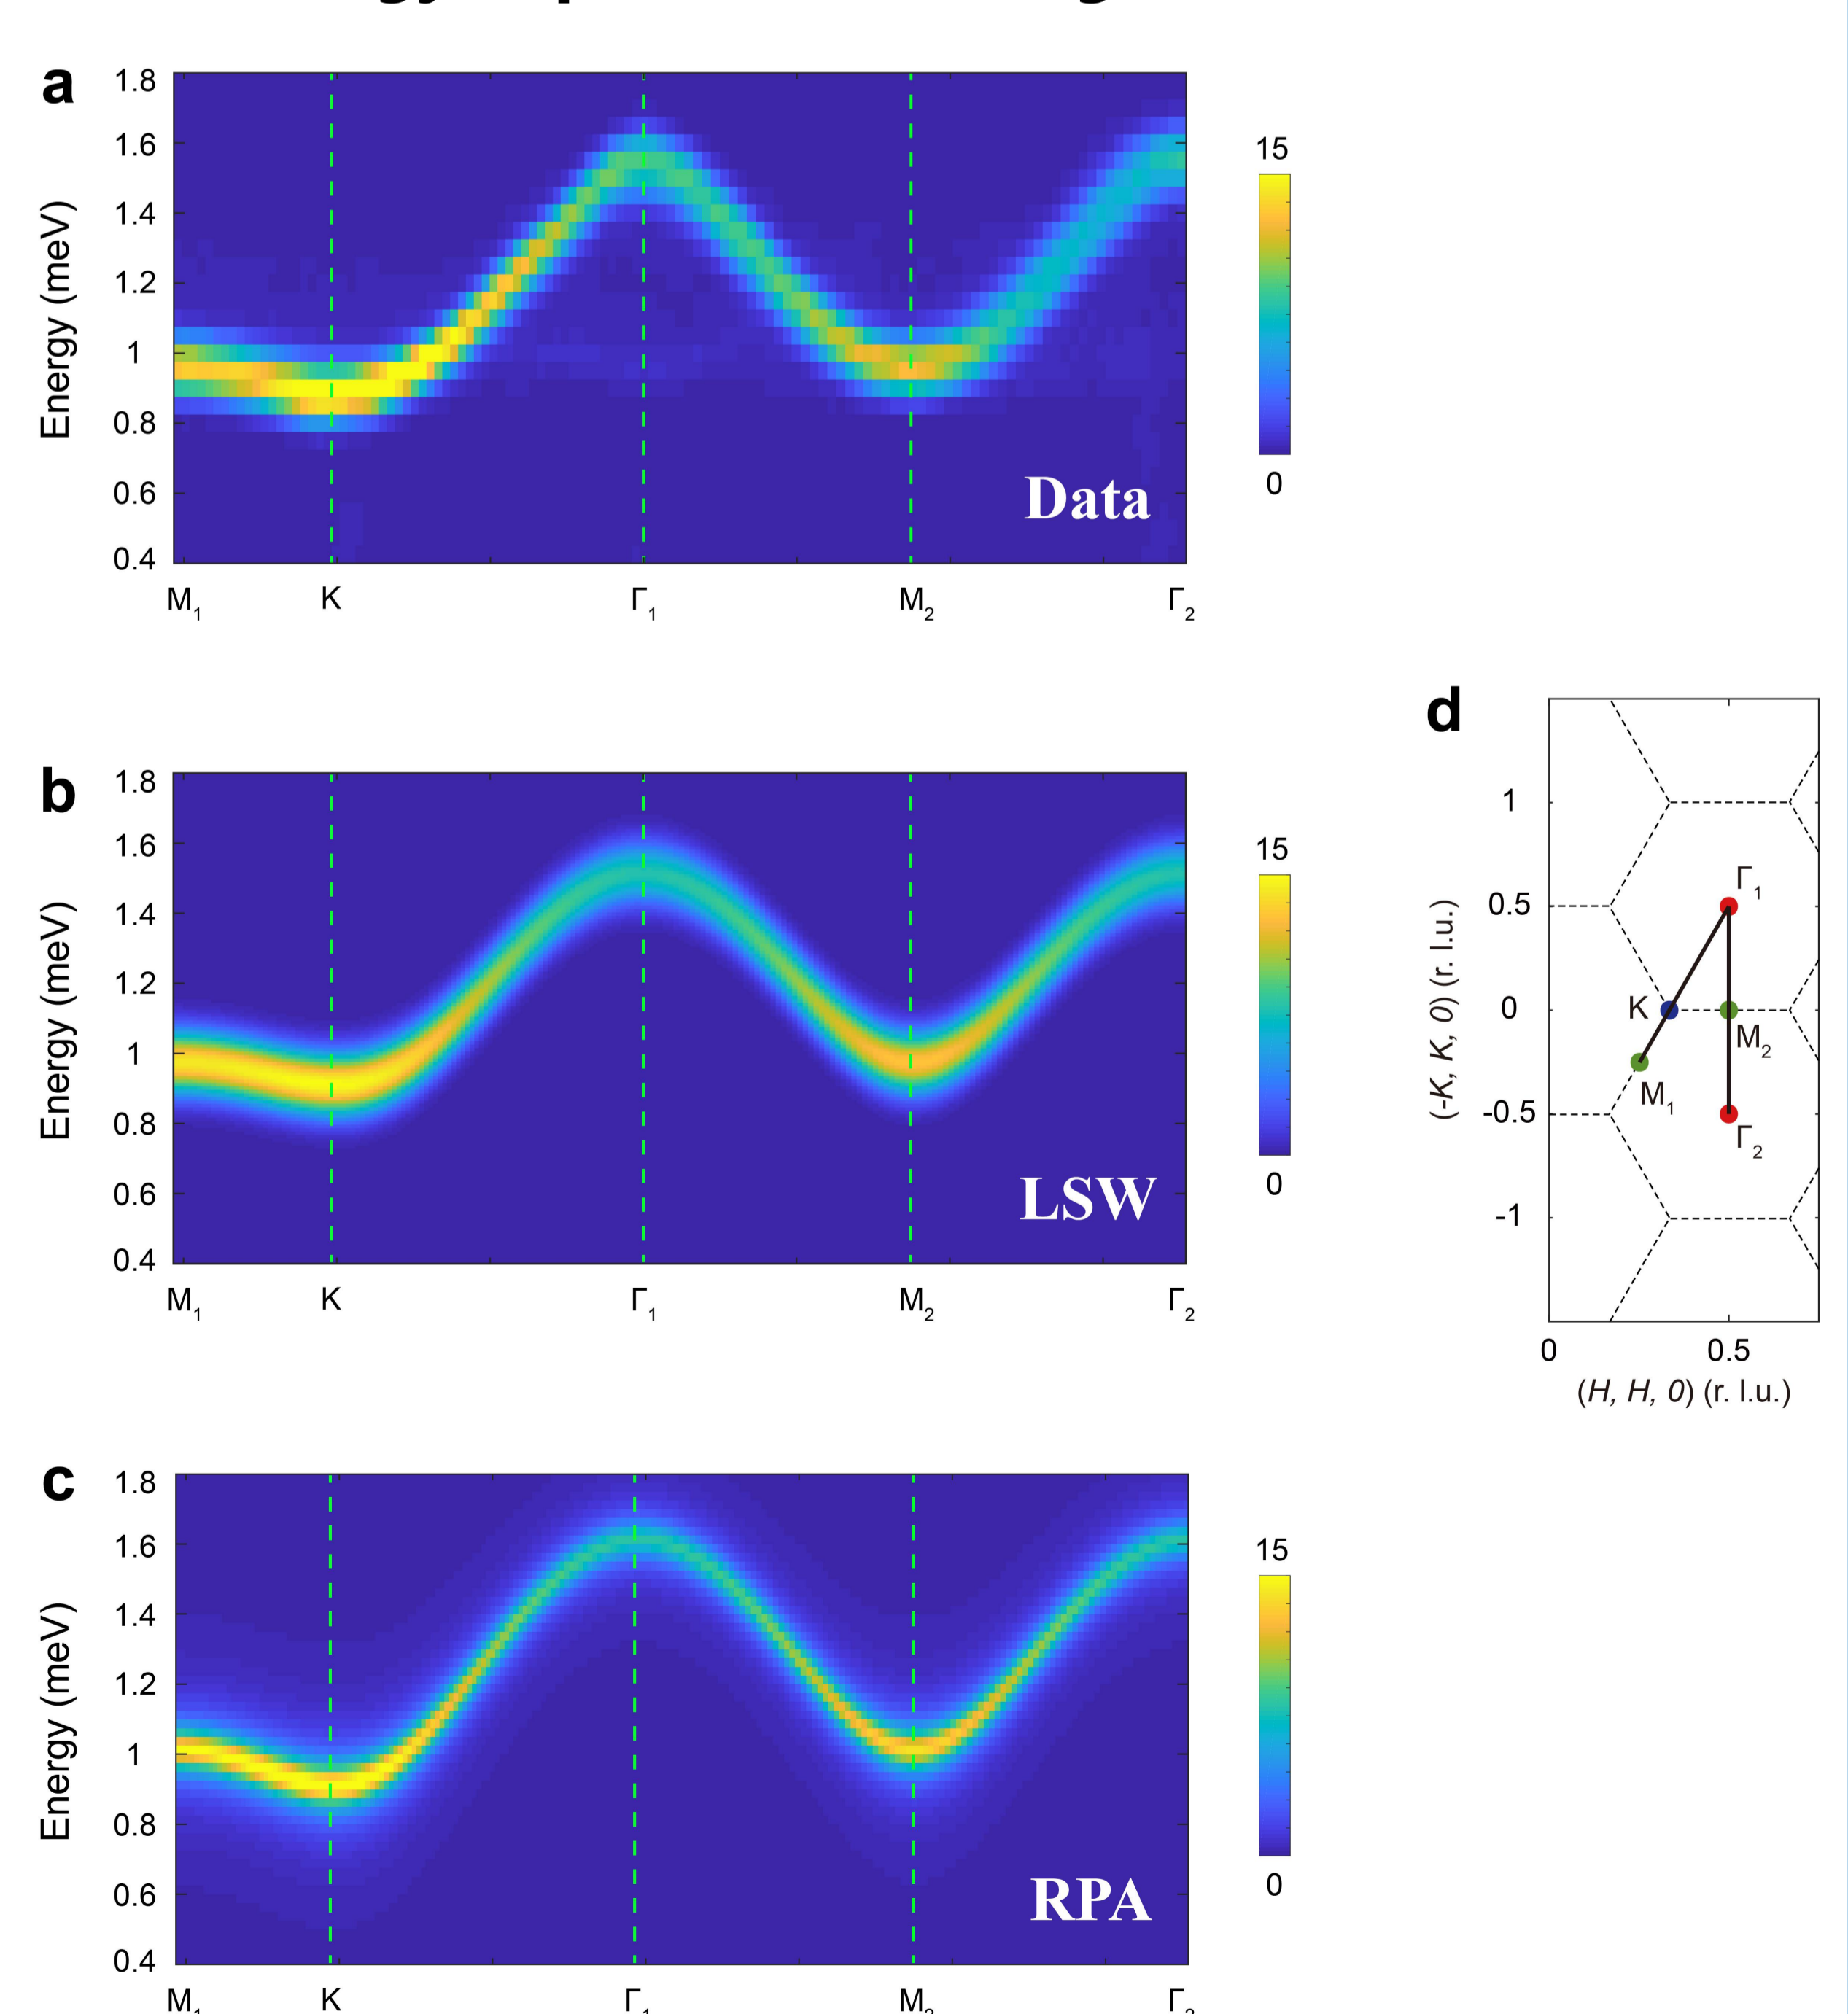 a
1.8
1.6
1.4
1.2
1
0.8
0.6
0.4
Energy (meV)
Data
M₁ K Γ₁ M₂ Γ₂
15
0
b
1.8
1.6
1.4
1.2
1
0.8
0.6
0.4
Energy (meV)
LSW
M₁ K Γ₁ M₂ Γ₂
15
0
c
1.8
1.6
1.4
1.2
1
0.8
0.6
0.4
Energy (meV)
RPA
M K Γ M Γ
15
0
d
1
0.5
0
-0.5
-1
(-K, K, 0) (r. l.u.)
Γ₁
K
M₂
M₁
Γ₂
0 0.5
(H, H, 0) (r. l.u.)